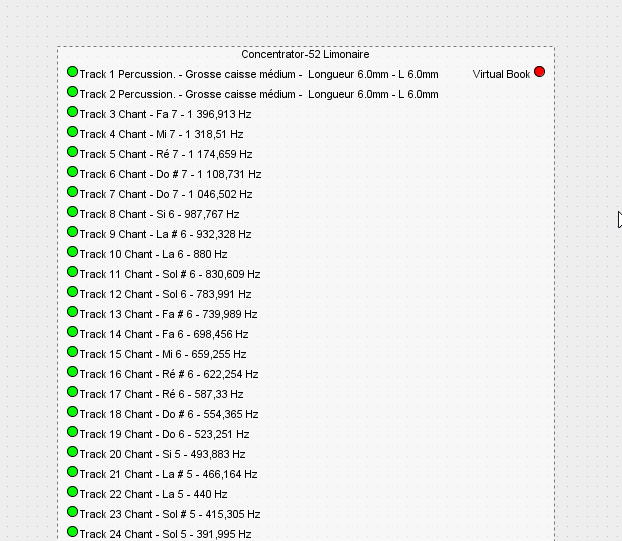 Concentrator-52 Limonaire
Track 1 Percussion. - Grosse caisse médium -  Longueur 6.0mm - L 6.0mm
Virtual Book
Track 2 Percussion. - Grosse caisse médium -  Longueur 6.0mm - L 6.0mm
Track 3 Chant - Fa 7 - 1 396,913 Hz
Track 4 Chant - Mi 7 - 1 318,51 Hz
Track 5 Chant - Ré 7 - 1 174,659 Hz
Track 6 Chant - Do # 7 - 1 108,731 Hz
Track 7 Chant - Do 7 - 1 046,502 Hz
Track 8 Chant - Si 6 - 987,767 Hz
Track 9 Chant - La # 6 - 932,328 Hz
Track 10 Chant - La 6 - 880 Hz
Track 11 Chant - Sol # 6 - 830,609 Hz
Track 12 Chant - Sol 6 - 783,991 Hz
Track 13 Chant - Fa # 6 - 739,989 Hz
Track 14 Chant - Fa 6 - 698,456 Hz
Track 15 Chant - Mi 6 - 659,255 Hz
Track 16 Chant - Ré # 6 - 622,254 Hz
Track 17 Chant - Ré 6 - 587,33 Hz
Track 18 Chant - Do # 6 - 554,365 Hz
Track 19 Chant - Do 6 - 523,251 Hz
Track 20 Chant - Si 5 - 493,883 Hz
Track 21 Chant - La # 5 - 466,164 Hz
Track 22 Chant - La 5 - 440 Hz
Track 23 Chant - Sol # 5 - 415,305 Hz
Track 24 Chant - Sol 5 - 391,995 Hz